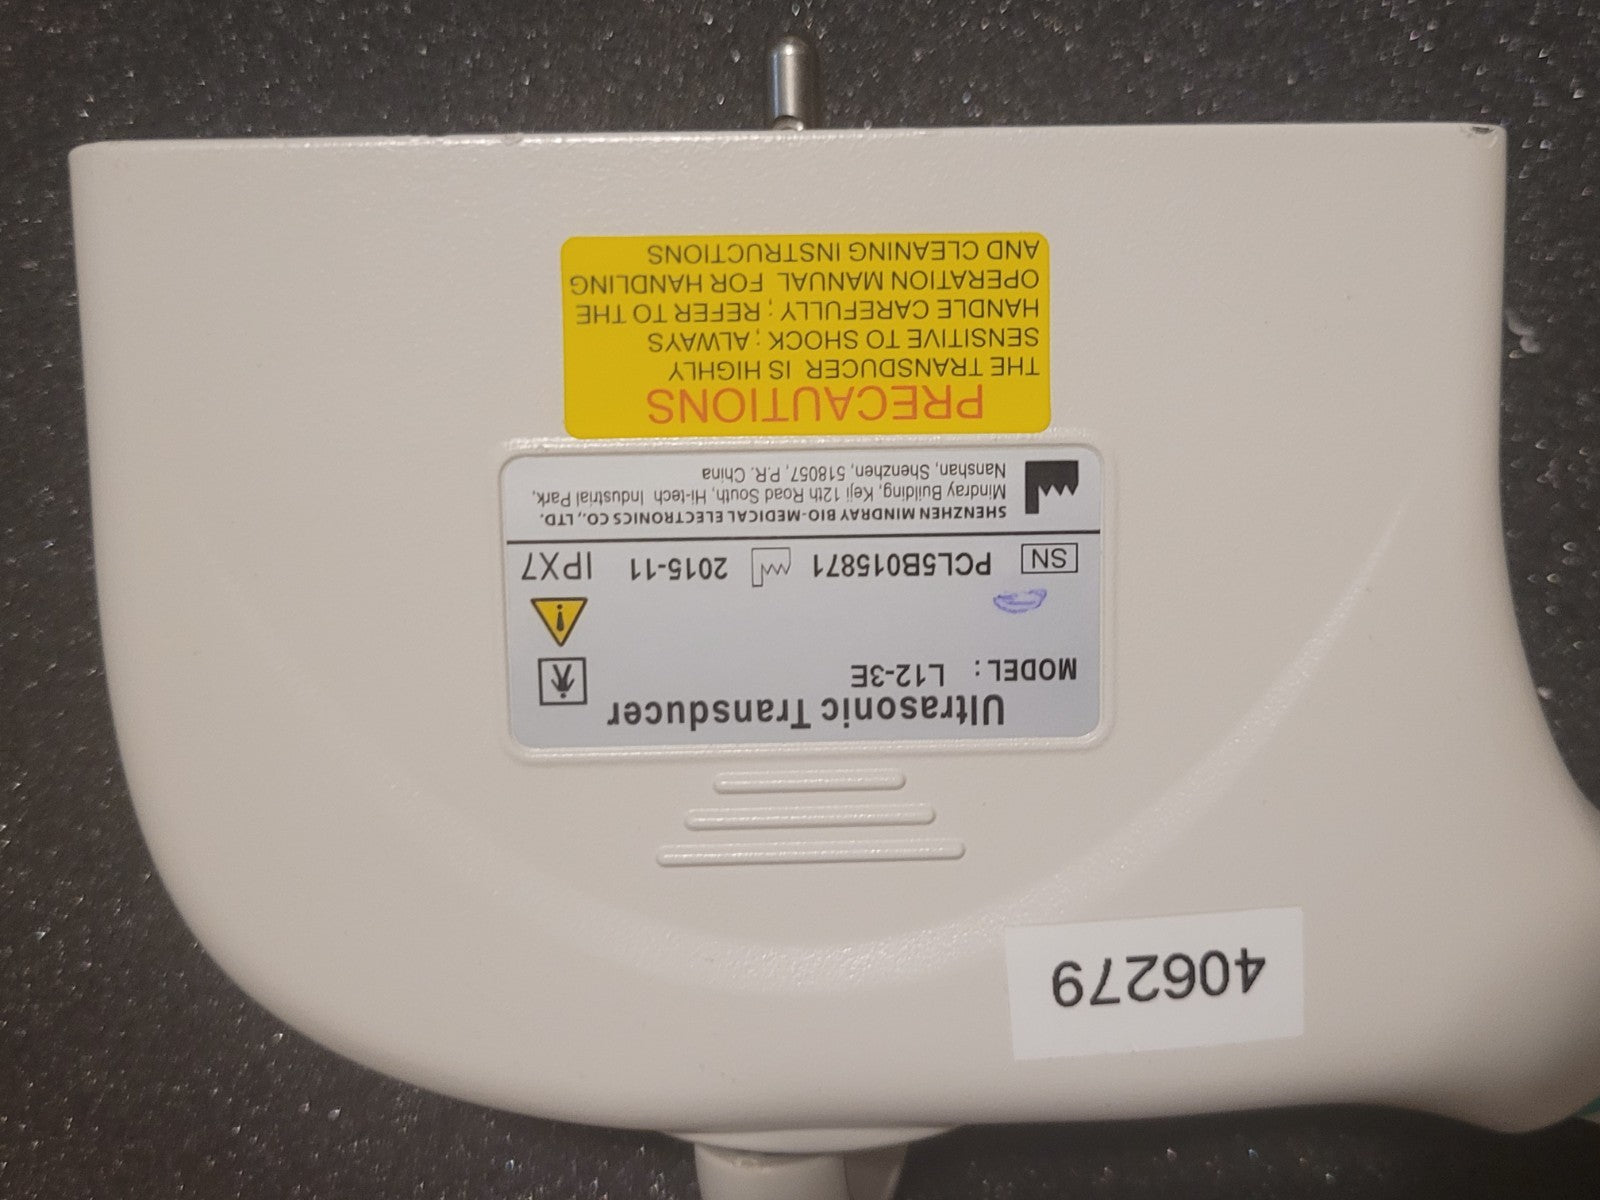 406279
Ultrasonic Transducer
MODEL: L12-3E
SN PCL5B015871 2015-11 IPX7
SHENZHEN MINDRAY BIO-MEDICAL ELECTRONICS CO., LTD.
Mindray Building, Keji 12th Road South, Hi-tech Industrial Park,
Nanshan, Shenzhen, 518057, P.R. China
PRECAUTIONS
THE TRANSDUCER IS HIGHLY
SENSITIVE TO SHOCK; ALWAYS
HANDLE CAREFULLY; REFER TO THE
OPERATION MANUAL FOR HANDLING
AND CLEANING INSTRUCTIONS